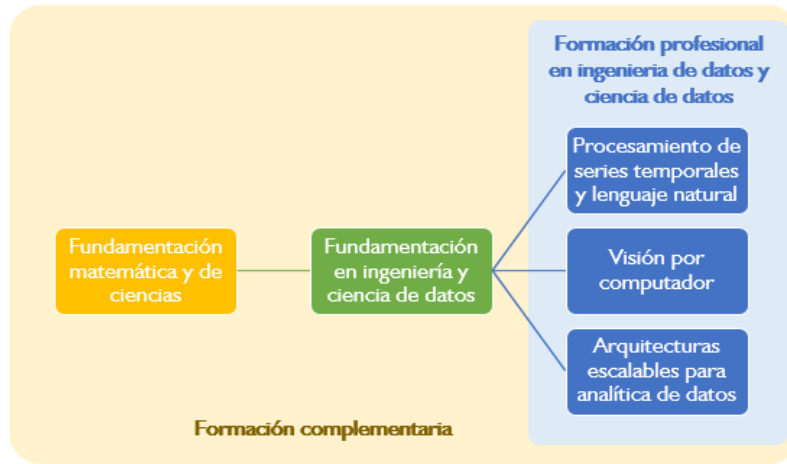 Formación profesional
en ingenieria de datos y
ciencia de datos
Procesamiento de
series temporales
y lenguaje natural
Fundamentación
matemática y de
ciencias
Fundamentación
en ingeniería y
ciencia de datos
Visión por
computador
Arquitecturas
escalables para
analítica de datos
Formación complementaria